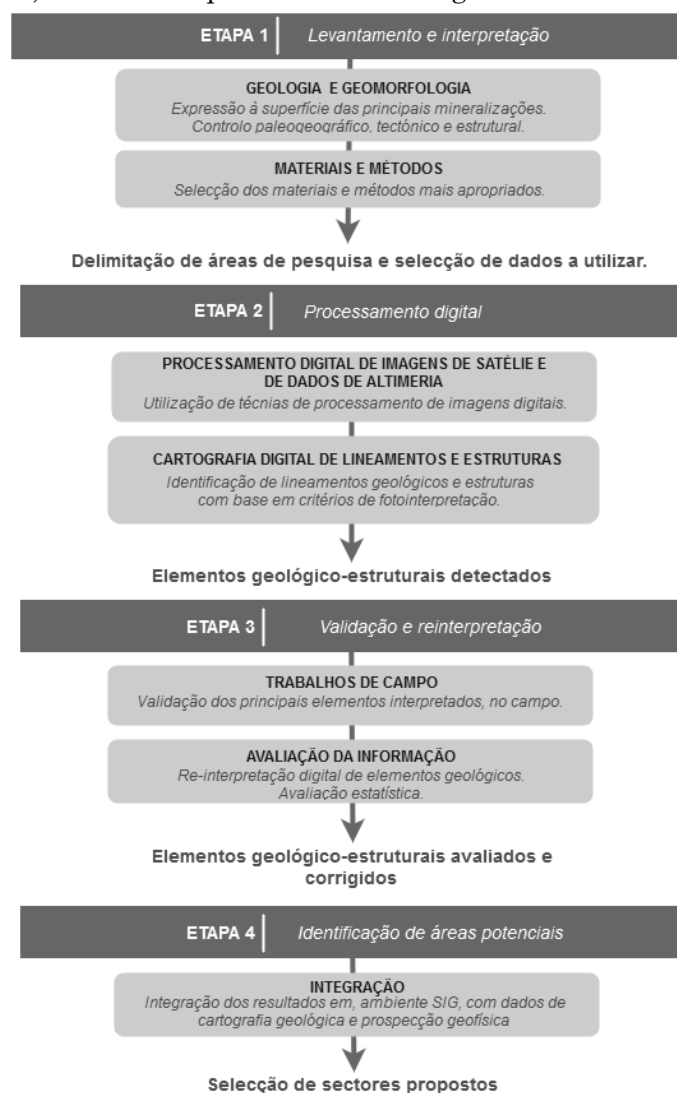 ETAPA 1 Levantamento e interpretação
GEOLOGIA E GEOMORFOLOGIA
Expressão á superfície das principais mineralizações.
Controlo paleogeográfico, tectónico e estrutural.
MATERIAIS E MÉTODOS
Selecção dos materiais e métodos mais apropriados.
Delimitação de áreas de pesquisa e selecção de dados a utilizar.
ETAPA 2 Processamento digital
PROCESSAMENTO DIGITAL DE IMAGENS DE SATÉLIE E
DE DADOS DE ALTIMERIA
Utilização de técnias de processamento de imagens digitais.
CARTOGRAFIA DIGITAL DE LINEAMENTOS E ESTRUTURAS
Identificação de lineamentos geológicos e estruturas
com base em critérios de fotointerpretação.
Elementos geológico-estruturais detectados
ETAPA 3 Validação e reinterpretação
TRABALHOS DE CAMPO
Validação dos principais elementos interpretados, no campo.
AVALIAÇÃO DA INFORMAÇÃO
Re-interpretação digital de elementos geológicos.
Avaliação estatística.
Elementos geológico-estruturais avaliados e
corrigidos
ETAPA 4 Identificação de áreas potenciais
INTEGRAÇÃO
Integração dos resultados em, ambiente SIG, com dados de
cartografia geológica e prospecção geofísica
Selecção de sectores propostos